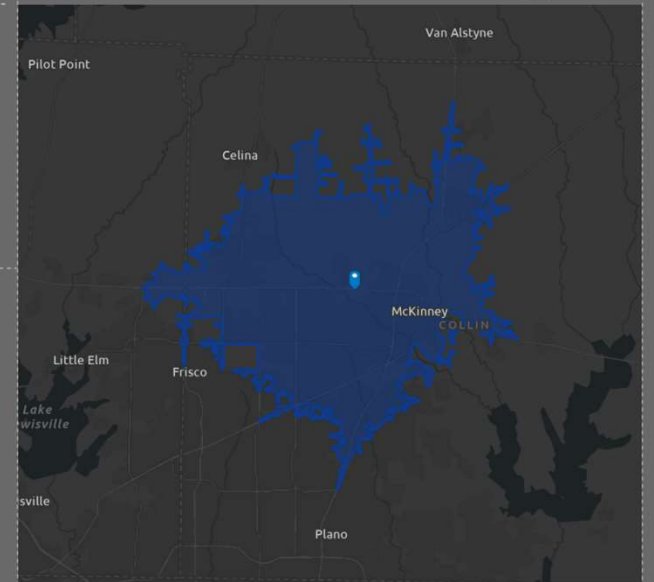 Van Alstyne
Pilot Point
Celina
McKinney
COLLIN
Little Elm
Frisco
Lake
wisville
sville
Plano